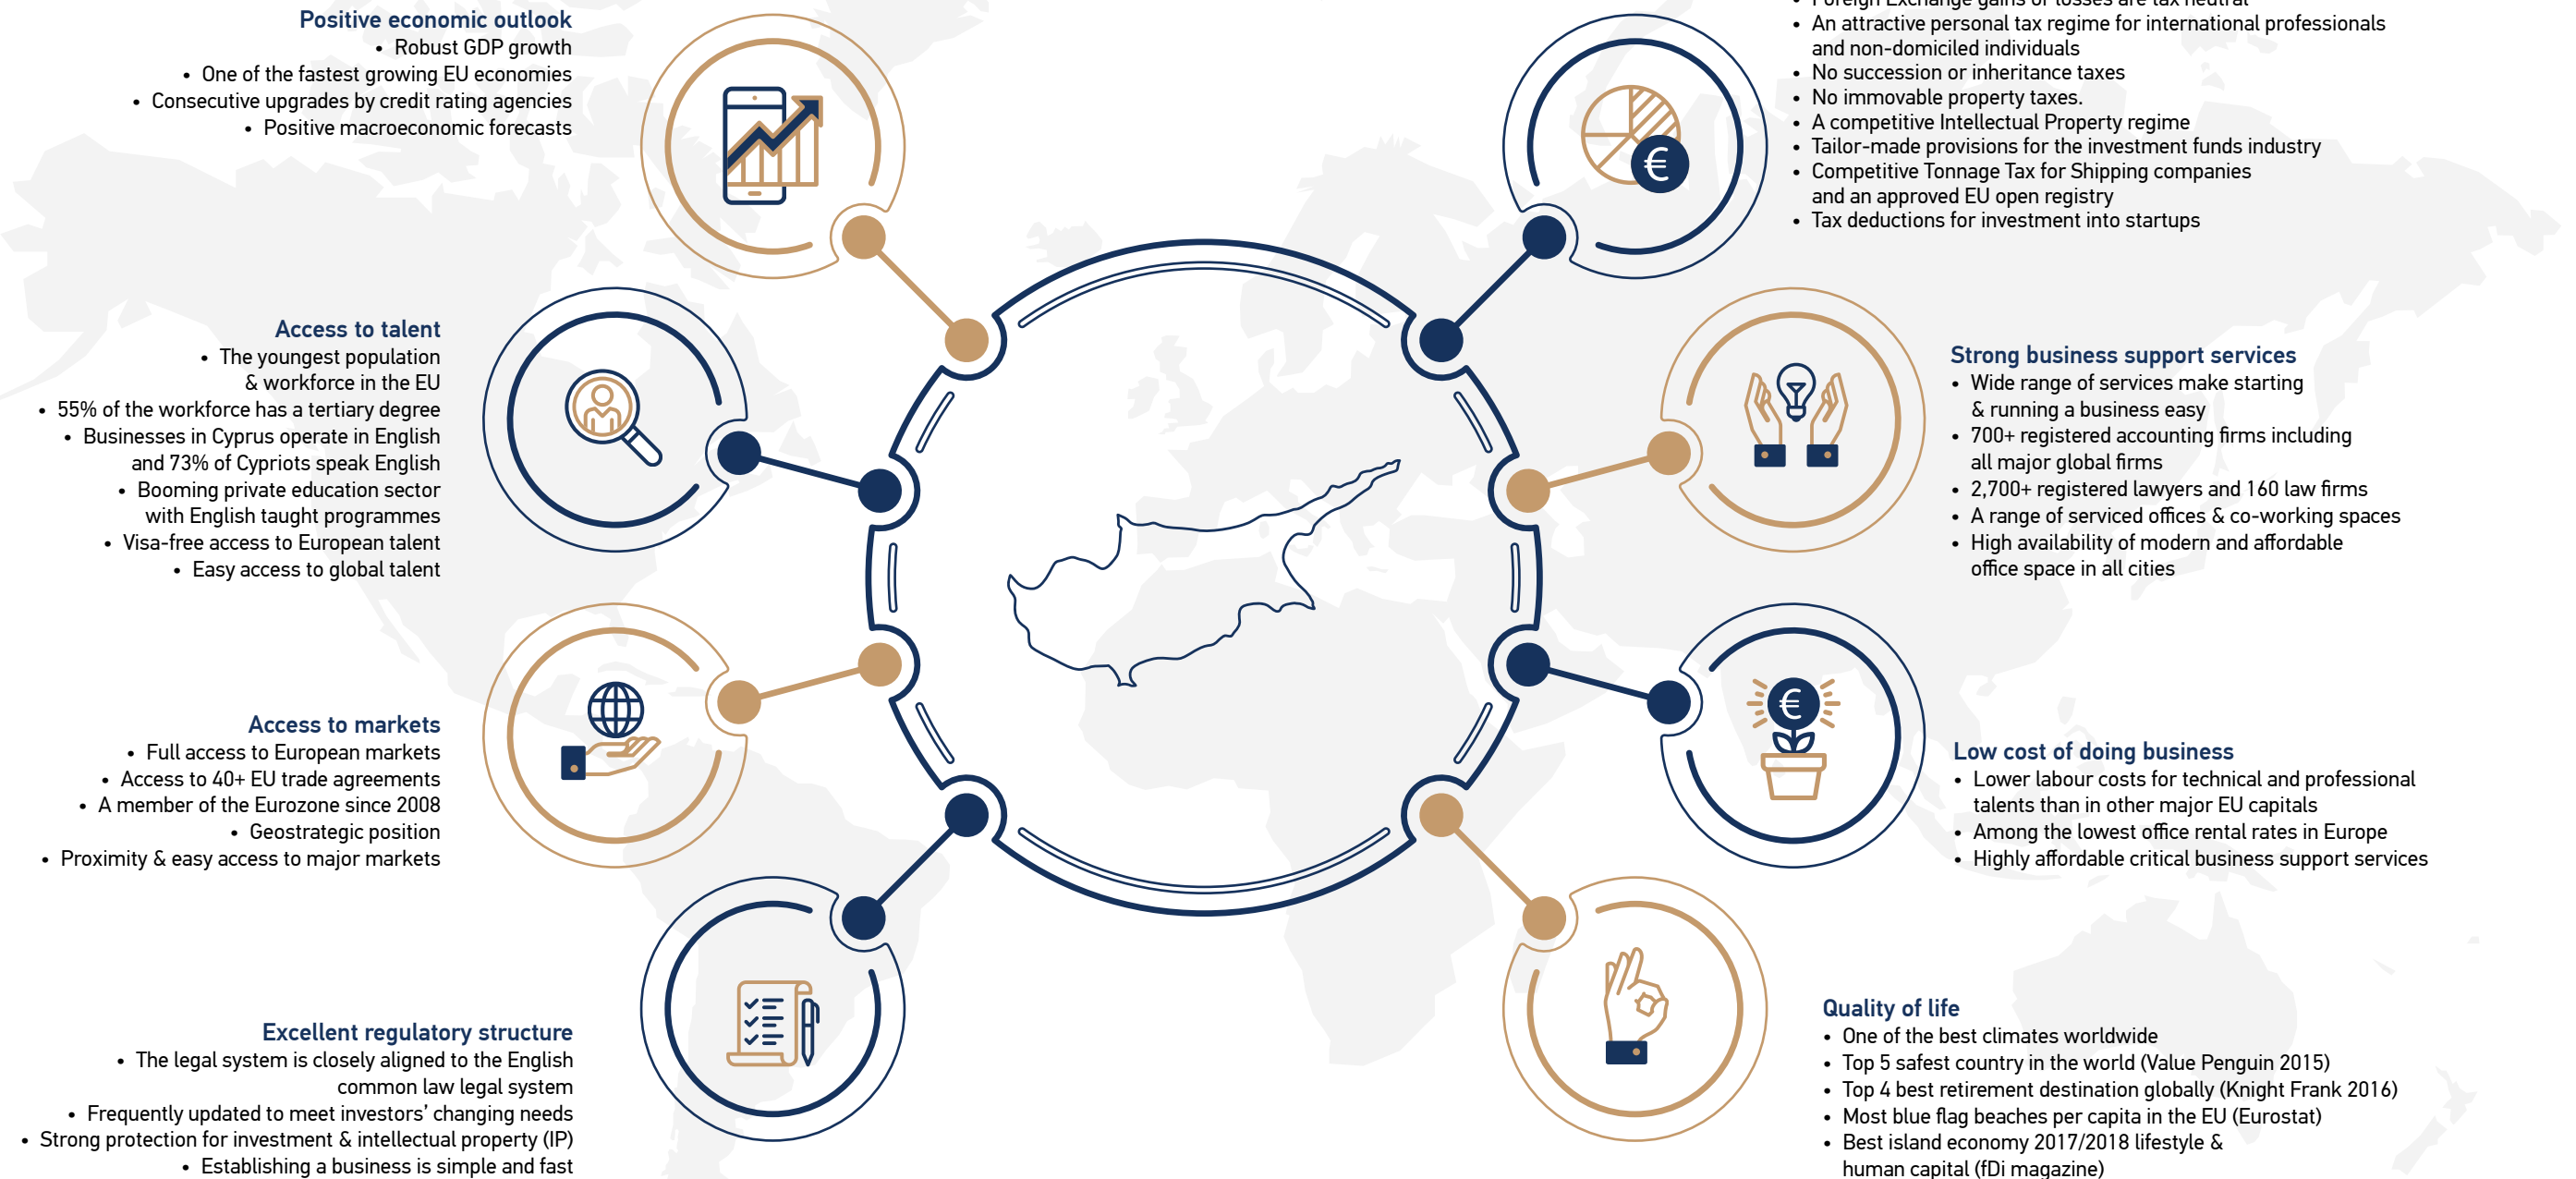 Positive economic outlook
• Robust GDP growth
• One of the fastest growing EU economies
• Consecutive upgrades by credit rating agencies
• Positive macroeconomic forecasts
Access to talent
• The youngest population
& workforce in the EU
• 55% of the workforce has a tertiary degree
• Businesses in Cyprus operate in English
and 73% of Cypriots speak English
• Booming private education sector
with English taught programmes
• Visa-free access to European talent
• Easy access to global talent
Access to markets
• Full access to European markets
• Access to 40+ EU trade agreements
• A member of the Eurozone since 2008
• Geostrategic position
• Proximity & easy access to major markets
Excellent regulatory structure
• The legal system is closely aligned to the English
common law legal system
• Frequently updated to meet investors’ changing needs
• Strong protection for investment & intellectual property (IP)
• Establishing a business is simple and fast
• Foreign Exchange gains or losses are tax neutral
• An attractive personal tax regime for international professionals
and non-domiciled individuals
• No succession or inheritance taxes
• No immovable property taxes.
• A competitive Intellectual Property regime
• Tailor-made provisions for the investment funds industry
• Competitive Tonnage Tax for Shipping companies
and an approved EU open registry
• Tax deductions for investment into startups
€
Strong business support services
• Wide range of services make starting
& running a business easy
• 700+ registered accounting firms including
all major global firms
• 2,700+ registered lawyers and 160 law firms
• A range of serviced offices & co-working spaces
• High availability of modern and affordable
office space in all cities
€
Low cost of doing business
• Lower labour costs for technical and professional
talents than in other major EU capitals
• Among the lowest office rental rates in Europe
• Highly affordable critical business support services
Quality of life
• One of the best climates worldwide
• Top 5 safest country in the world (Value Penguin 2015)
• Top 4 best retirement destination globally (Knight Frank 2016)
• Most blue flag beaches per capita in the EU (Eurostat)
• Best island economy 2017/2018 lifestyle &
human capital (fDi magazine)